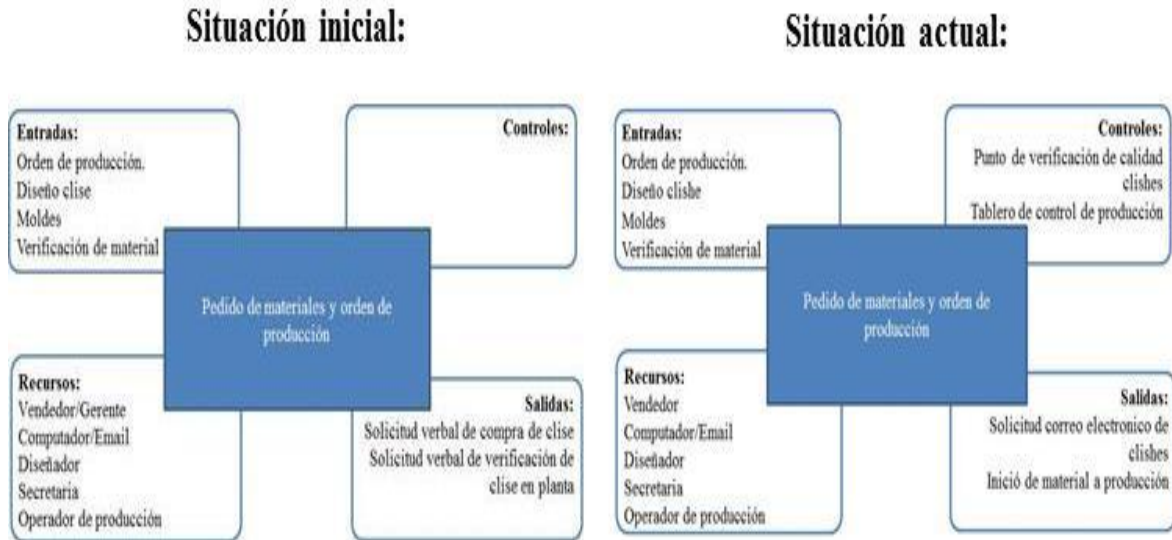 Situación inicial:
Entradas:
Orden de producción.
Diseño clise
Moldes
Verificación de material
Controles:
Pedido de materiales y orden de
producción
Recursos:
Vendedor/Gerente
Computador/Email
Diseñador
Secretaria
Operador de producción
Salidas:
Solicitud verbal de compra de clise
Solicitud verbal de verificación de
clise en planta
Situación actual:
Entradas:
Orden de producción.
Diseño clishe
Moldes
Verificación de material
Controles:
Punto de verificación de calidad
clishes
Tablero de control de producción
Pedido de materiales y orden de
producción
Recursos:
Vendedor
Computador/Email
Diseñador
Secretaria
Operador de producción
Salidas:
Solicitud correo electronico de
clishes
Inició de material a producción